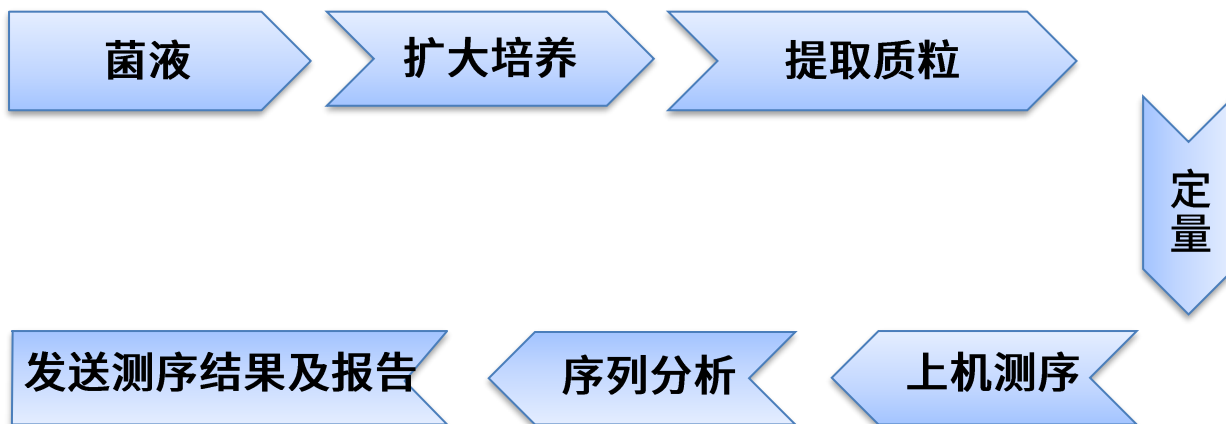 菌液
扩大培养
提取质粒
定量
上机测序
序列分析
发送测序结果及报告